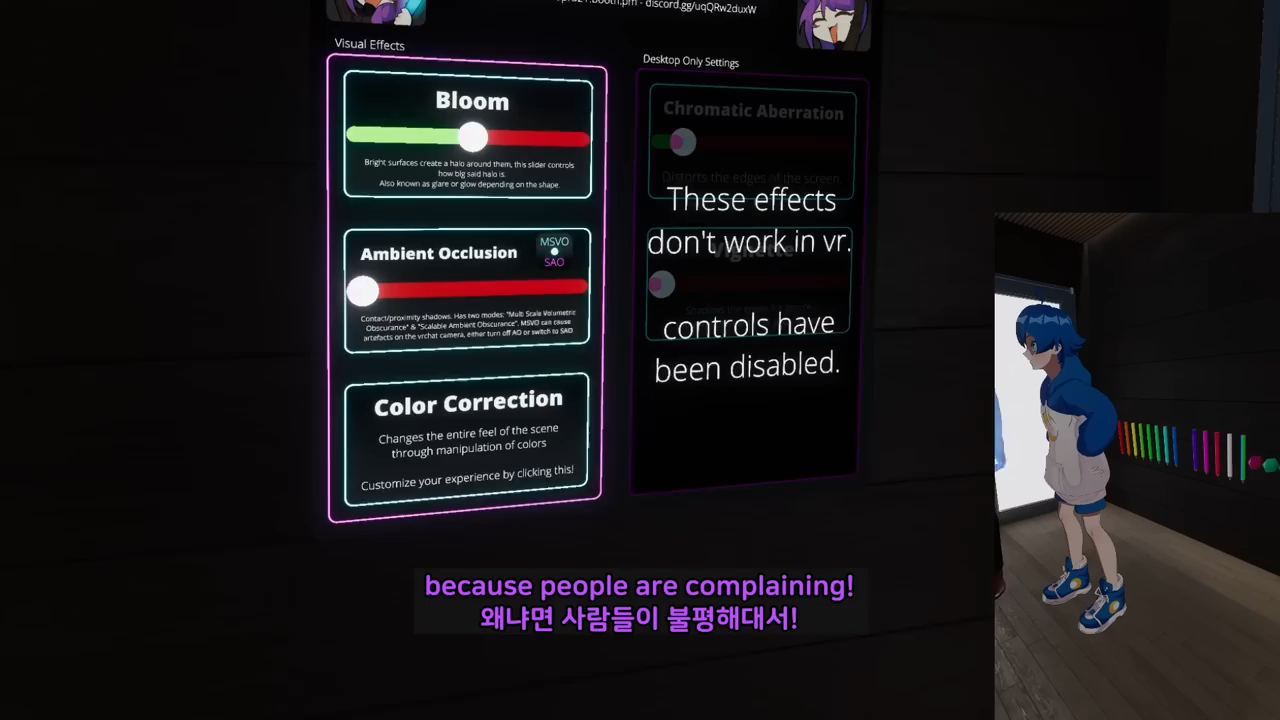 discord.gg/uqQRw2duxW
Visual Effects
Bloom
Bright surfaces create a halo around them, this slider controls
how big said halo is.
Also known as glare or glow depending on the shape.
Ambient Occlusion
MSVO
SAO
Contact/proximity shadows. Has two modes: "Multi Scale Volumetric
Obscurance" & "Scalable Ambient Obscurance". MSVO can cause
artefacts on the vrchat camera, either turn off AO or switch to SAO
Color Correction
Changes the entire feel of the scene
through manipulation of colors
Customize your experience by clicking this!
Desktop Only Settings
Chromatic Aberration
Distorts the edges of the screen.
These effects
don't work in vr.
Vignette
controls have
been disabled.
because people are complaining!
왜냐면 사람들이 불평해대서!